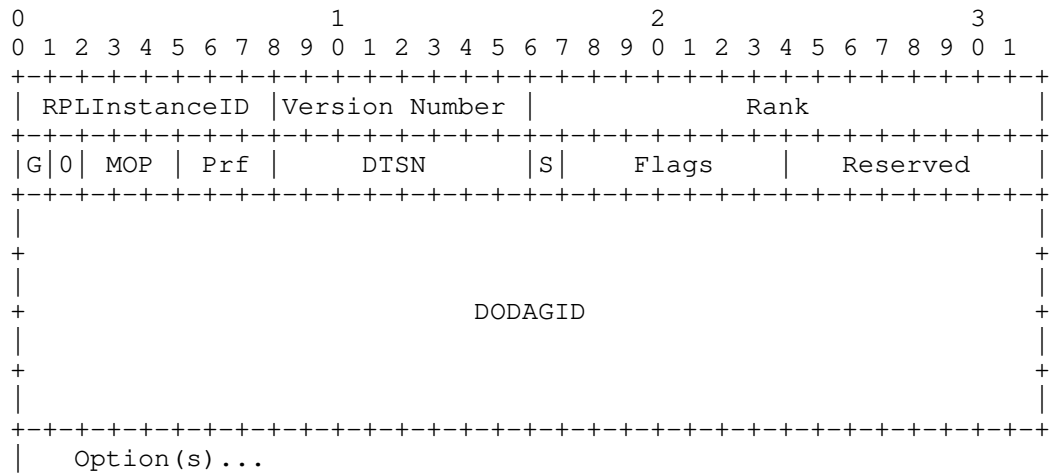 0                   1                   2                   3
0 1 2 3 4 5 6 7 8 9 0 1 2 3 4 5 6 7 8 9 0 1 2 3 4 5 6 7 8 9 0 1
+-+-+-+-+-+-+-+-+-+-+-+-+-+-+-+-+-+-+-+-+-+-+-+-+-+-+-+-+-+-+-+-+
| RPLInstanceID |Version Number |             Rank              |
+-+-+-+-+-+-+-+-+-+-+-+-+-+-+-+-+-+-+-+-+-+-+-+-+-+-+-+-+-+-+-+-+
|G|0| MOP | Prf |     DTSN      |S|    Flags    |   Reserved    |
+-+-+-+-+-+-+-+-+-+-+-+-+-+-+-+-+-+-+-+-+-+-+-+-+-+-+-+-+-+-+-+-+
|                                                               |
+                                                               +
|                                                               |
+                            DODAGID                            +
|                                                               |
+                                                               +
|                                                               |
+-+-+-+-+-+-+-+-+-+-+-+-+-+-+-+-+-+-+-+-+-+-+-+-+-+-+-+-+-+-+-+-+
|   Option(s)...